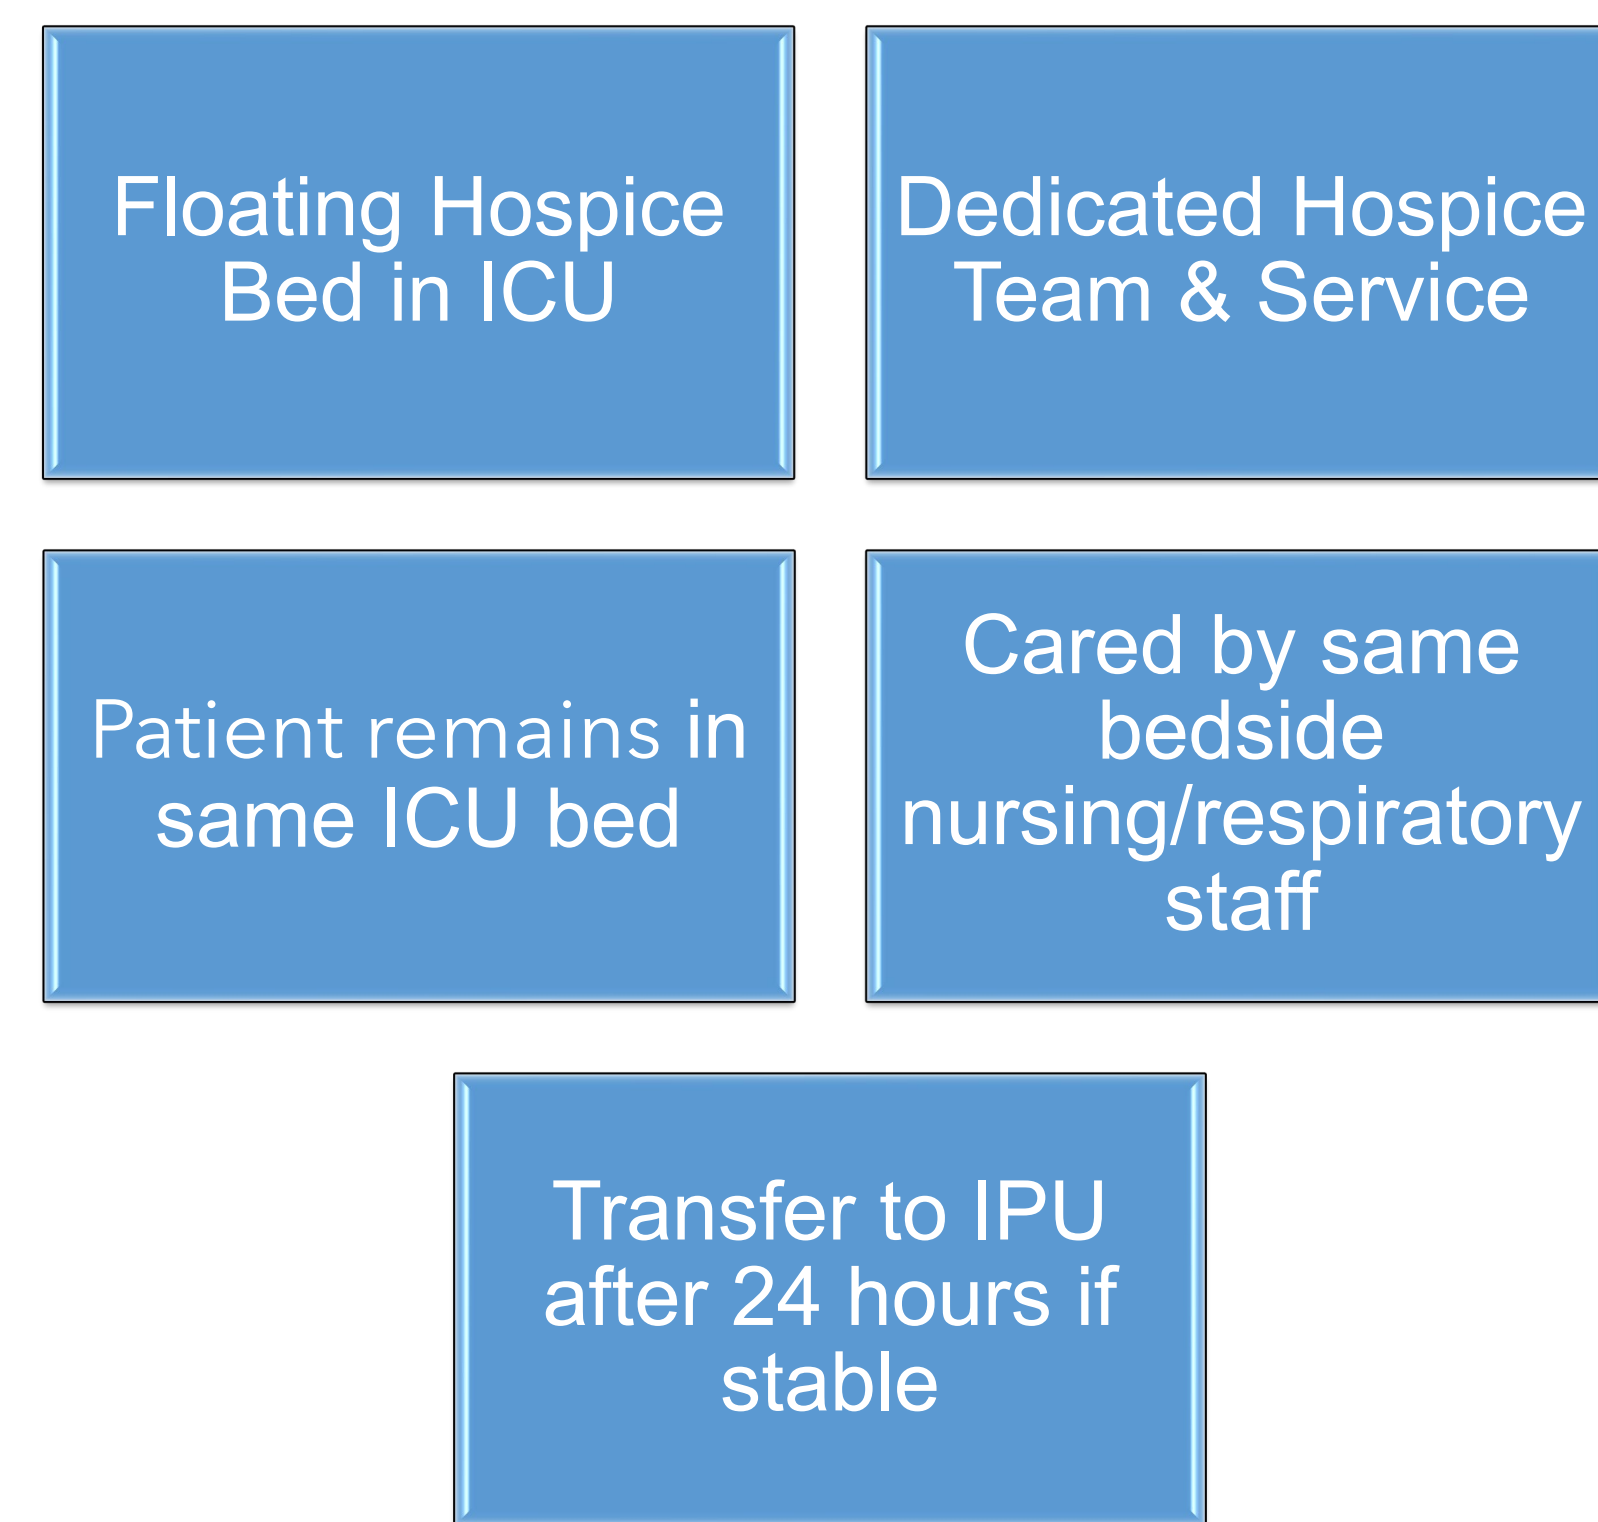 Floating Hospice
Bed in ICU
Dedicated Hospice
Team & Service
Patient remains in
same ICU bed
Cared by same
bedside
nursing/respiratory
staff
Transfer to IPU
after 24 hours if
stable